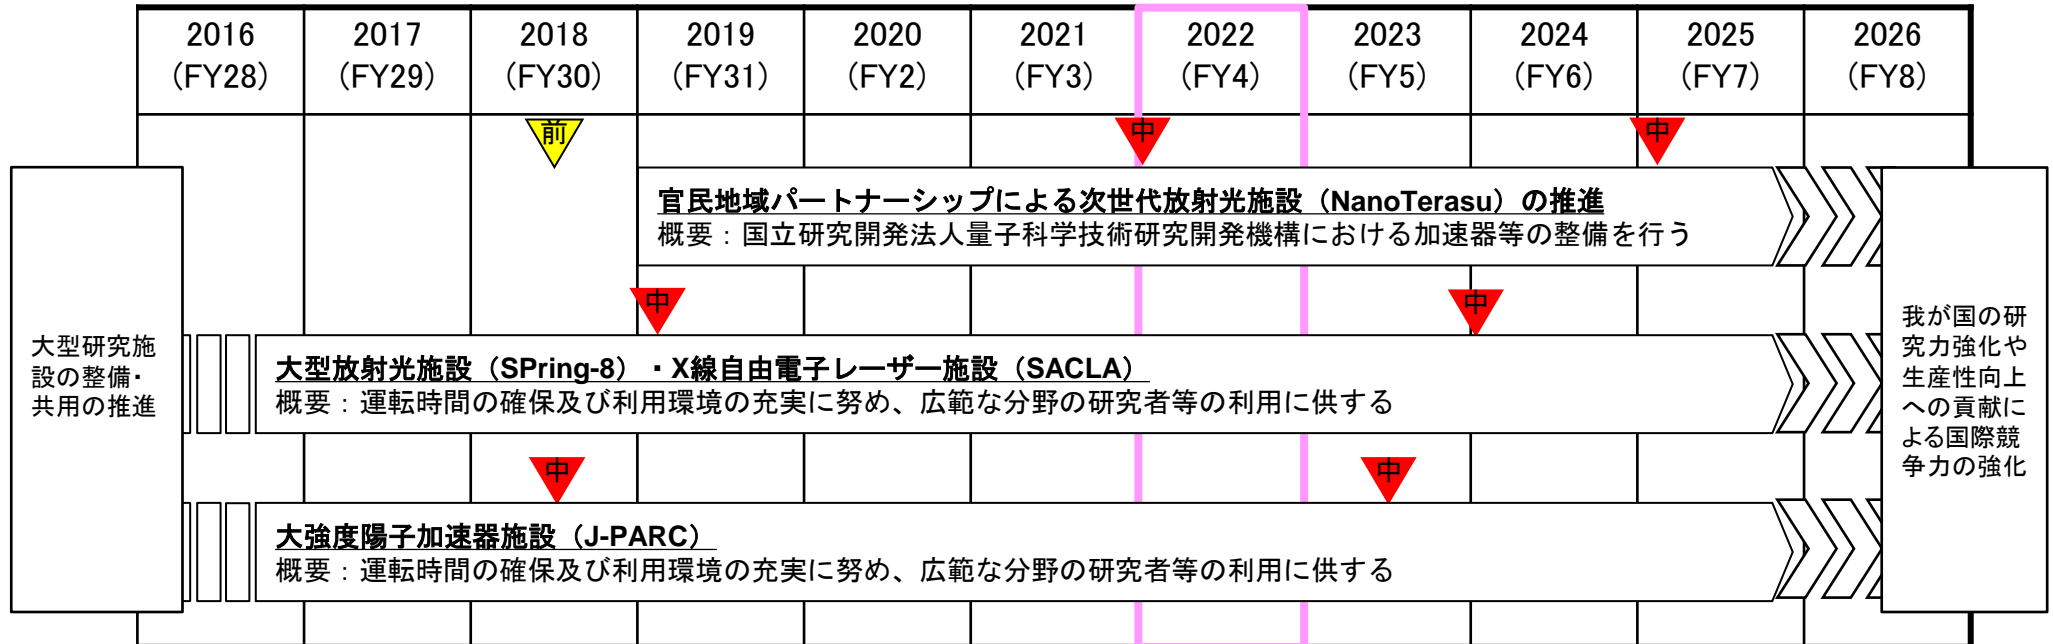 2016 2017 2018 2019 2020 2021 2022 2023 2024 2025 2026
(FY28) (FY29) (FY30) (FY31) (FY2) (FY3) (FY4) (FY5) (FY6) (FY7) (FY8)
前 中 中
官民地域パートナーシップによる次世代放射光施設（NanoTerasu）の推進
概要：国立研究開発法人量子科学技術研究開発機構における加速器等の整備を行う
中 中
大型放射光施設（SPring-8）・X線自由電子レーザー施設（SACLA）
概要：運転時間の確保及び利用環境の充実に努め、広範な分野の研究者等の利用に供する
中 中
大強度陽子加速器施設（J-PARC）
概要：運転時間の確保及び利用環境の充実に努め、広範な分野の研究者等の利用に供する
大型研究施
設の整備・
共用の推進
我が国の研
究力強化や
生産性向上
への貢献に
よる国際競
争力の強化